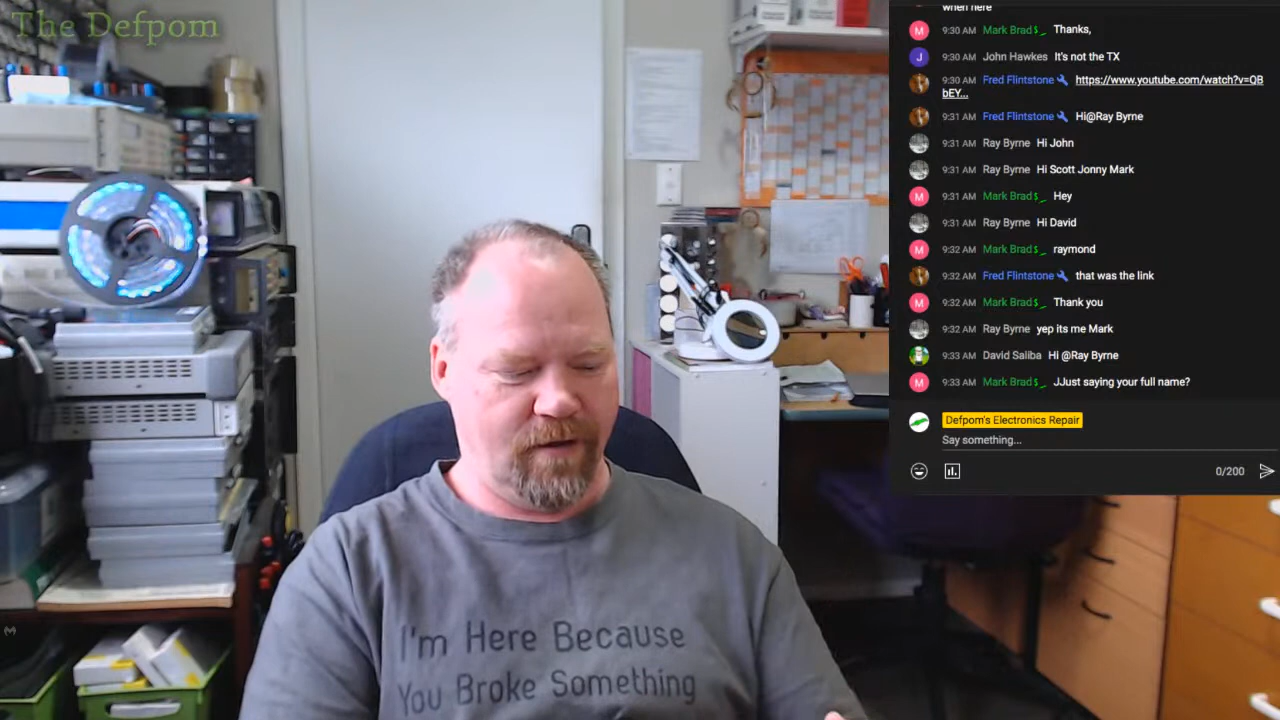 The Defpom
when here
9:30 AM Mark Brad$ـ Thanks,
9:30 AM John Hawkes It's not the TX
9:30 AM Fred Flintstone https://www.youtube.com/watch?v=QB
bEY...
9:31 AM Fred Flintstone Hi@Ray Byrne
9:31 AM Ray Byrne Hi John
9:31 AM Ray Byrne Hi Scott Jonny Mark
9:31 AM Mark Brad$ـ Hey
9:31 AM Ray Byrne Hi David
9:32 AM Mark Brad$ـ raymond
9:32 AM Fred Flintstone that was the link
9:32 AM Mark Brad$ـ Thank you
9:32 AM Ray Byrne yep its me Mark
9:33 AM David Saliba Hi @Ray Byrne
9:33 AM Mark Brad$ـ JJust saying your full name?
Defpom's Electronics Repair
Say something...
0/200
I'm Here Because
You Broke Something